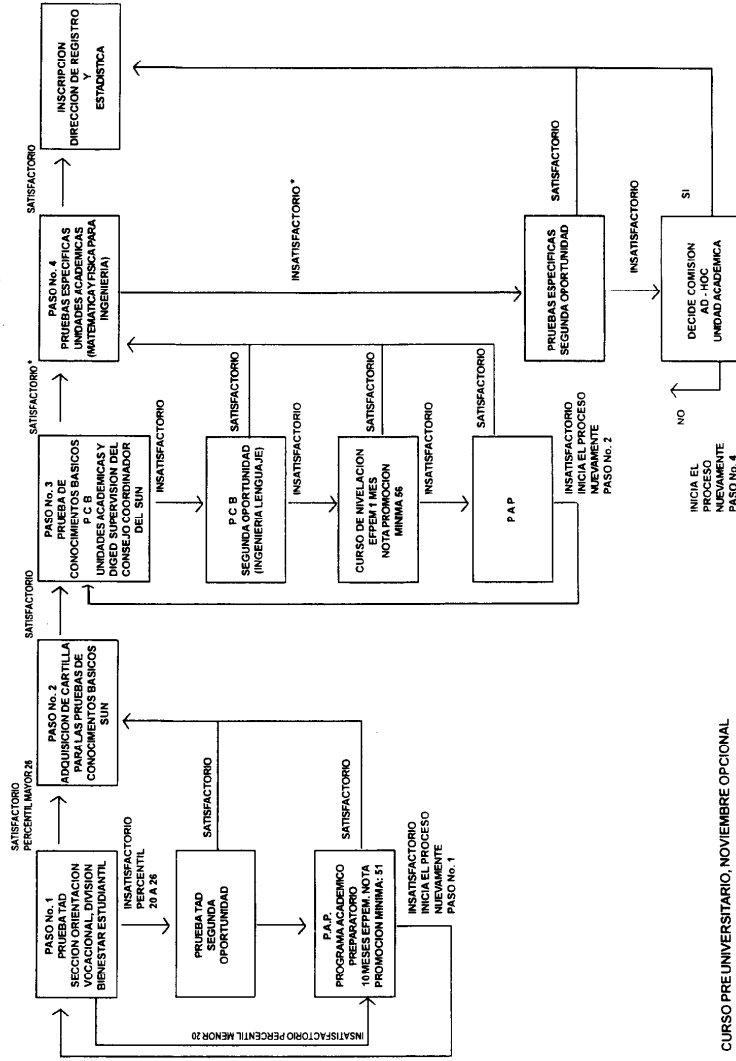 SATISFACTORIO
PERCENTIL MAYOR 26
PASO No. 1
PRUEBA TAD
SECCION ORIENTACION
VOCACIONAL, DIVISION
BIENESTAR ESTUDIANTIL
INSATISFACTORIO
PERCENTIL
20 A 26
PRUEBA TAD
SEGUNDA
OPORTUNIDAD
SATISFACTORIO
P.A.P.
PROGRAMA ACADEMICO
PREPARATORIO
10 MESES EFPEM. NOTA
PROMOCION MINIMA: 51
SATISFACTORIO
INSATISFACTORIO PERCENTIL MENOR 20
INSATISFACTORIO
INICIA EL PROCESO
NUEVAMENTE
PASO No. 1
PASO No. 2
ADQUISICION DE CARTILLA
PARA LAS PRUEBAS DE
CONOCIMIENTOS BASICOS
SUN
SATISFACTORIO
PASO No. 3
PRUEBA DE
CONOCIMIENTOS BASICOS
P C B
UNIDADES ACADEMICAS Y
DIGED SUPERVISION DEL
CONSEJO COORDINADOR
DEL SUN
SATISFACTORIO *
INSATISFACTORIO
P C B
SEGUNDA OPORTUNIDAD
(INGENIERIA LENGUAJE)
SATISFACTORIO
INSATISFACTORIO
CURSO DE NIVELACION
EFPEM 1 MES
NOTA PROMOCION
MINIMA 56
SATISFACTORIO
INSATISFACTORIO
P A P
SATISFACTORIO
INSATISFACTORIO
INICIA EL PROCESO
NUEVAMENTE
PASO No. 2
PASO No. 4
PRUEBAS ESPECIFICAS
UNIDADES ACADEMICAS
(MATEMATICA Y FISICA PARA
INGENIERIA)
SATISFACTORIO
INSATISFACTORIO *
INSCRIPCION
DIRECCION DE REGISTRO
Y
ESTADISTICA
PRUEBAS ESPECIFICAS
SEGUNDA OPORTUNIDAD
SATISFACTORIO
INSATISFACTORIO
DECIDE COMISION
AD - HOC
UNIDAD ACADEMICA
SI
NO
INICIA EL
PROCESO
NUEVAMENTE
PASO No. 4
CURSO PREUNIVERSITARIO, NOVIEMBRE OPCIONAL